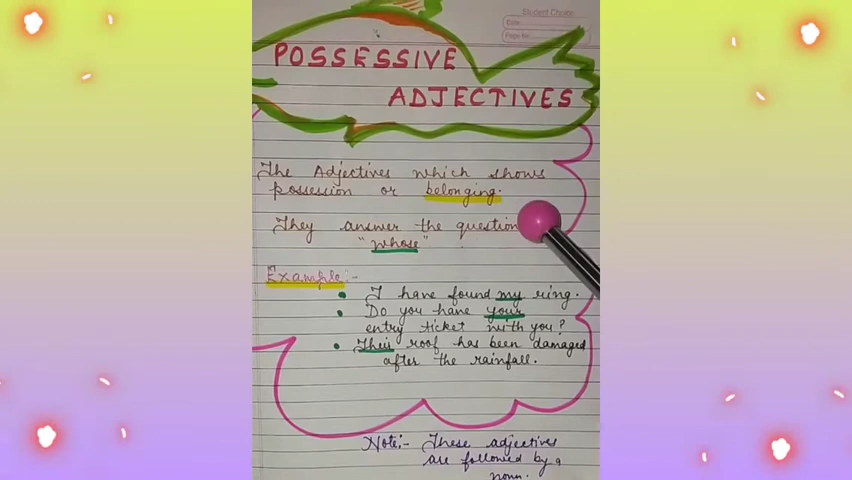 Student Choice
Date
Page No.
POSSESSIVE
ADJECTIVES
The Adjectives which shows
possession or belonging.
They answer the question
"whose"
Example:-
I have found my ring.
Do you have your
entry ticket with you?
Their roof has been damaged
after the rainfall.
Note:- These adjectives
are followed by a
noun.